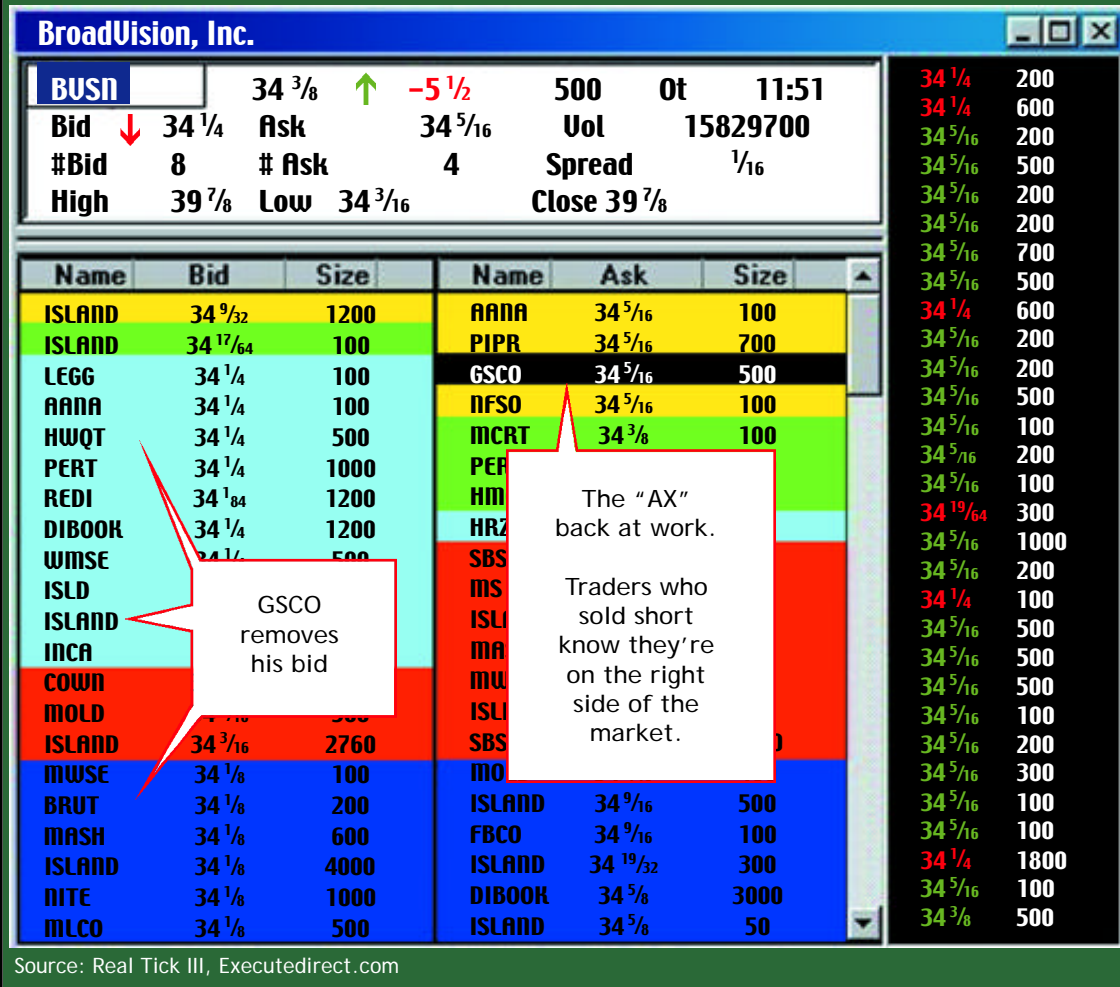 BroadVision, Inc.
BVSN 34 3/8 ↑ -5 1/2 500 Ot 11:51
Bid ↓ 34 1/4 Ask 34 5/16 Vol 15829700
#Bid 8 # Ask 4 Spread 1/16
High 39 7/8 Low 34 3/16 Close 39 7/8
Name Bid Size
ISLAND 34 9/32 1200
ISLAND 34 17/64 100
LEGG 34 1/4 100
AANA 34 1/4 100
HWQT 34 1/4 500
PERT 34 1/4 1000
REDI 34 184 1200
DIBOOK 34 1/4 1200
WMSE
ISLD
ISLAND
INCA
COWN
MOLD
ISLAND 34 3/16 2760
MWSE 34 1/8 100
BRUT 34 1/8 200
MASH 34 1/8 600
ISLAND 34 1/8 4000
NITE 34 1/8 1000
MLCO 34 1/8 500
GSCO
removes
his bid
Name Ask Size
AANA 34 5/16 100
PIPR 34 5/16 700
GSCO 34 5/16 500
NFSO 34 5/16 100
MCRT 34 3/8 100
MS
ISLAND 34 9/16 500
FBCO 34 9/16 100
ISLAND 34 19/32 300
DIBOOK 34 5/8 3000
ISLAND 34 5/8 50
The “AX”
back at work.
Traders who
sold short
know they're
on the right
side of the
market.
34 1/4 200
34 1/4 600
34 5/16 200
34 5/16 500
34 5/16 200
34 5/16 200
34 5/16 700
34 5/16 500
34 1/4 600
34 5/16 200
34 5/16 200
34 5/16 500
34 5/16 100
34 5/16 200
34 5/16 100
34 19/64 300
34 5/16 1000
34 5/16 200
34 1/4 100
34 5/16 500
34 5/16 500
34 5/16 500
34 5/16 100
34 5/16 200
34 5/16 300
34 5/16 100
34 5/16 100
34 1/4 1800
34 5/16 100
34 3/8 500
Source: Real Tick III, Executedirect.com